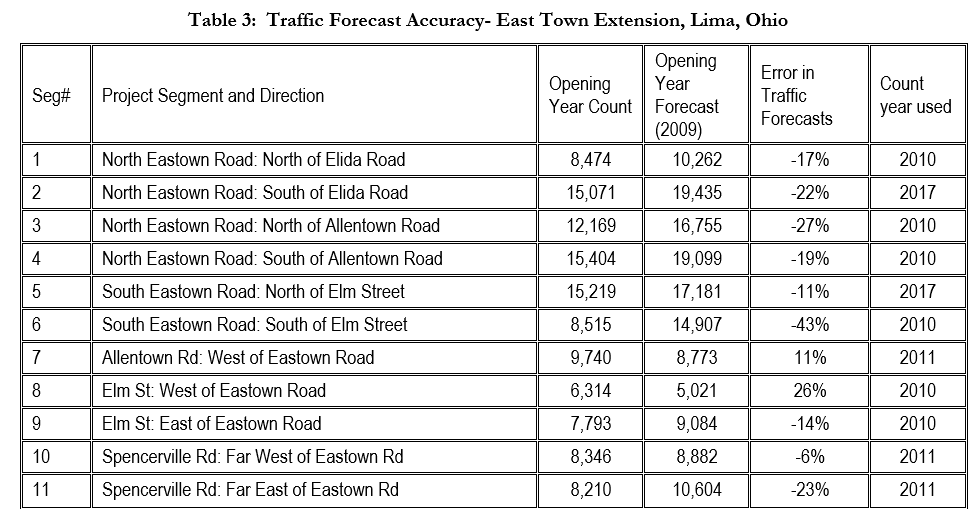 Table 3: Traffic Forecast Accuracy- East Town Extension, Lima, Ohio
Seg# Project Segment and Direction Opening Year Count Opening Year Forecast (2009) Error in Traffic Forecasts Count year used
1 North Eastown Road: North of Elida Road 8,474 10,262 -17% 2010
2 North Eastown Road: South of Elida Road 15,071 19,435 -22% 2017
3 North Eastown Road: North of Allentown Road 12,169 16,755 -27% 2010
4 North Eastown Road: South of Allentown Road 15,404 19,099 -19% 2010
5 South Eastown Road: North of Elm Street 15,219 17,181 -11% 2017
6 South Eastown Road: South of Elm Street 8,515 14,907 -43% 2010
7 Allentown Rd: West of Eastown Road 9,740 8,773 11% 2011
8 Elm St: West of Eastown Road 6,314 5,021 26% 2010
9 Elm St: East of Eastown Road 7,793 9,084 -14% 2010
10 Spencerville Rd: Far West of Eastown Rd 8,346 8,882 -6% 2011
11 Spencerville Rd: Far East of Eastown Rd 8,210 10,604 -23% 2011